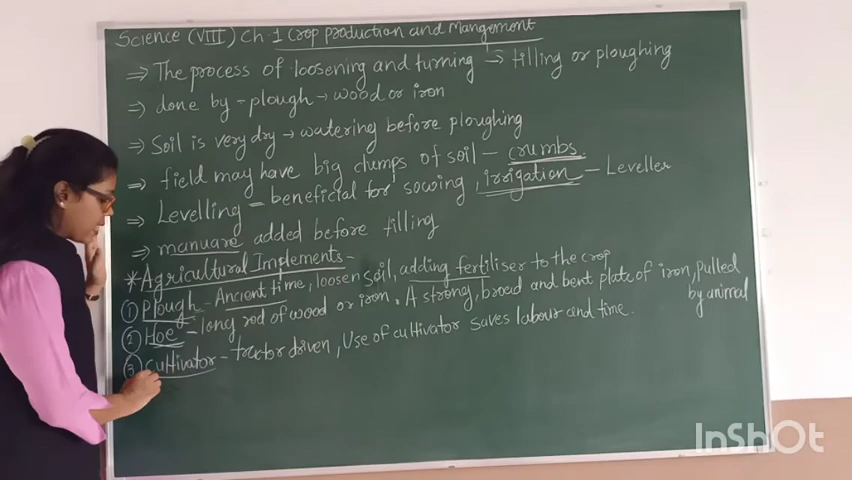 Science (VIII) Ch-1 Crop production and Mangement
⇒ The process of loosening and turning → tilling or ploughing
⇒ done by - plough → wood or iron
⇒ Soil is very dry → watering before ploughing
⇒ field may have big clumps of soil - crumbs.
⇒ Levelling - beneficial for sowing, irrigation - Leveller
⇒ manuare added before tilling
* Agricultural Implements -
① Plough - Ancient time, loosen soil, adding fertiliser to the crop
② Hoe - long rod of wood or iron. A strong, broad and bent plate of iron, pulled by animal
③ Cultivator - tractor driven, Use of cultivator saves labour and time.
InShOt